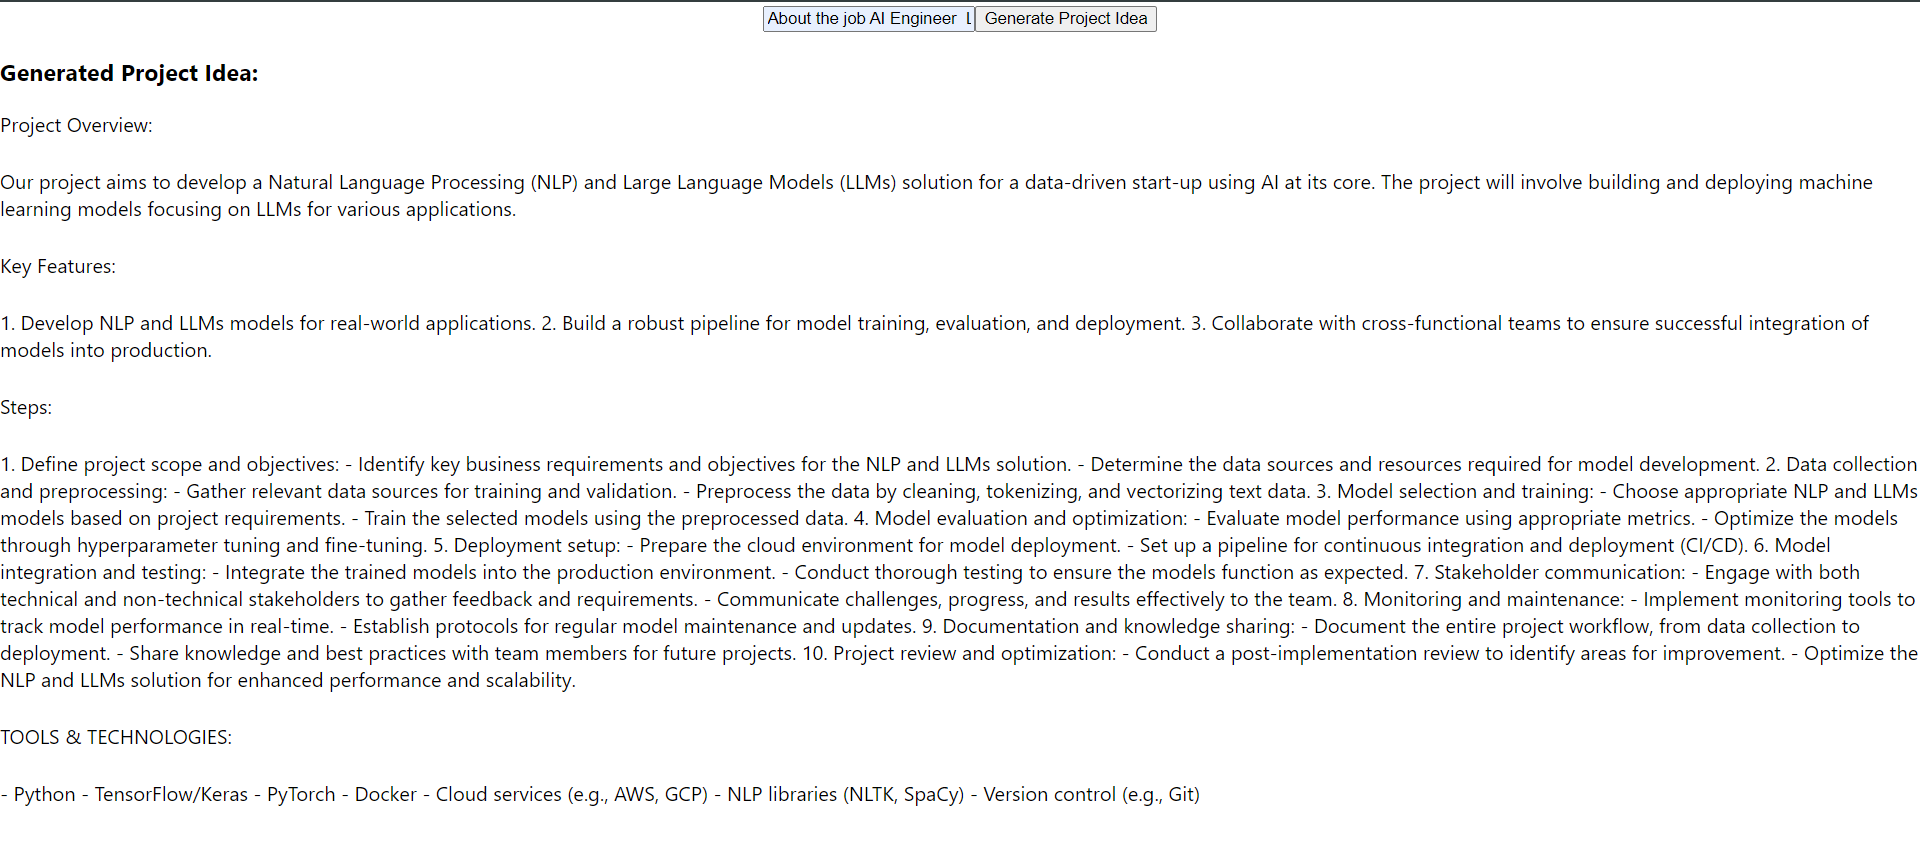 About the job AI Engineer Generate Project Idea
Generated Project Idea:
Project Overview:
Our project aims to develop a Natural Language Processing (NLP) and Large Language Models (LLMs) solution for a data-driven start-up using AI at its core. The project will involve building and deploying machine
learning models focusing on LLMs for various applications.
Key Features:
1. Develop NLP and LLMs models for real-world applications. 2. Build a robust pipeline for model training, evaluation, and deployment. 3. Collaborate with cross-functional teams to ensure successful integration of
models into production.
Steps:
1. Define project scope and objectives: - Identify key business requirements and objectives for the NLP and LLMs solution. - Determine the data sources and resources required for model development. 2. Data collection
and preprocessing: - Gather relevant data sources for training and validation. - Preprocess the data by cleaning, tokenizing, and vectorizing text data. 3. Model selection and training: - Choose appropriate NLP and LLMs
models based on project requirements. - Train the selected models using the preprocessed data. 4. Model evaluation and optimization: - Evaluate model performance using appropriate metrics. - Optimize the models
through hyperparameter tuning and fine-tuning. 5. Deployment setup: - Prepare the cloud environment for model deployment. - Set up a pipeline for continuous integration and deployment (CI/CD). 6. Model
integration and testing: - Integrate the trained models into the production environment. - Conduct thorough testing to ensure the models function as expected. 7. Stakeholder communication: - Engage with both
technical and non-technical stakeholders to gather feedback and requirements. - Communicate challenges, progress, and results effectively to the team. 8. Monitoring and maintenance: - Implement monitoring tools to
track model performance in real-time. - Establish protocols for regular model maintenance and updates. 9. Documentation and knowledge sharing: - Document the entire project workflow, from data collection to
deployment. - Share knowledge and best practices with team members for future projects. 10. Project review and optimization: - Conduct a post-implementation review to identify areas for improvement. - Optimize the
NLP and LLMs solution for enhanced performance and scalability.
TOOLS & TECHNOLOGIES:
- Python - TensorFlow/Keras - PyTorch - Docker - Cloud services (e.g., AWS, GCP) - NLP libraries (NLTK, SpaCy) - Version control (e.g., Git)